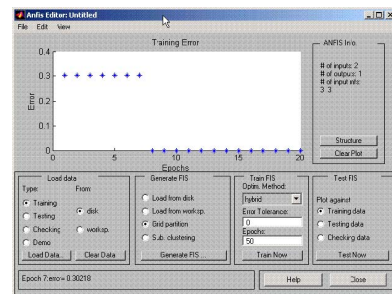 Anfis Editor: Untitled
File Edit View
Training Error
0.4
0.3
0.2
0.1
0
0 5 10 15 20
Error
Epochs
ANFIS Info.
# of inputs: 2
# of outputs: 1
# of input mfs:
3 3
Structure
Clear Plot
Load data
Type: From:
Training
Testing
Checking
Demo
disk
worksp.
Load Data... Clear Data
Generate FIS
Load from disk
Load from worksp.
Grid partition
Sub. clustering
Generate FIS ...
Train FIS
Optim. Method:
hybrid
Error Tolerance:
0
Epochs:
50
Train Now
Test FIS
Plot against:
Training data
Testing data
Checking data
Test Now
Epoch 7:error= 0.30218
Help Close